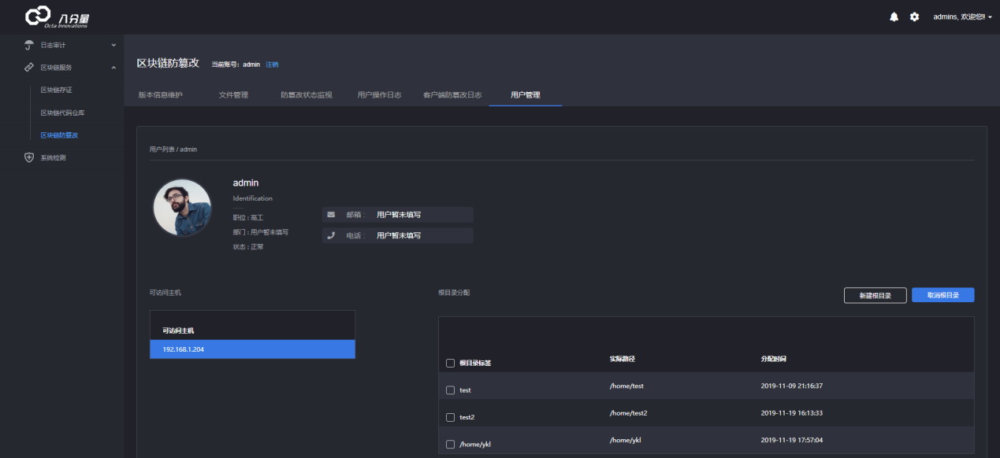 八分量
Octa Innovations
admins, 欢迎您!
日志审计
区块链服务
区块链存证
区块链代码仓库
区块链防篡改
系统检测
区块链防篡改 当前账号：admin 注销
版本信息维护 文件管理 防篡改状态监视 用户操作日志 客户端防篡改日志 用户管理
用户列表 / admin
admin
Identification
职位 : 高工
部门 : 用户暂未填写
状态 : 正常
邮箱 : 用户暂未填写
电话 : 用户暂未填写
可访问主机
可访问主机
192.168.1.204
根目录分配 新建根目录 取消根目录
根目录标签 实际路径 分配时间
test /home/test 2019-11-09 21:16:37
test2 /home/test2 2019-11-19 16:13:33
/home/ykl /home/ykl 2019-11-19 17:57:04